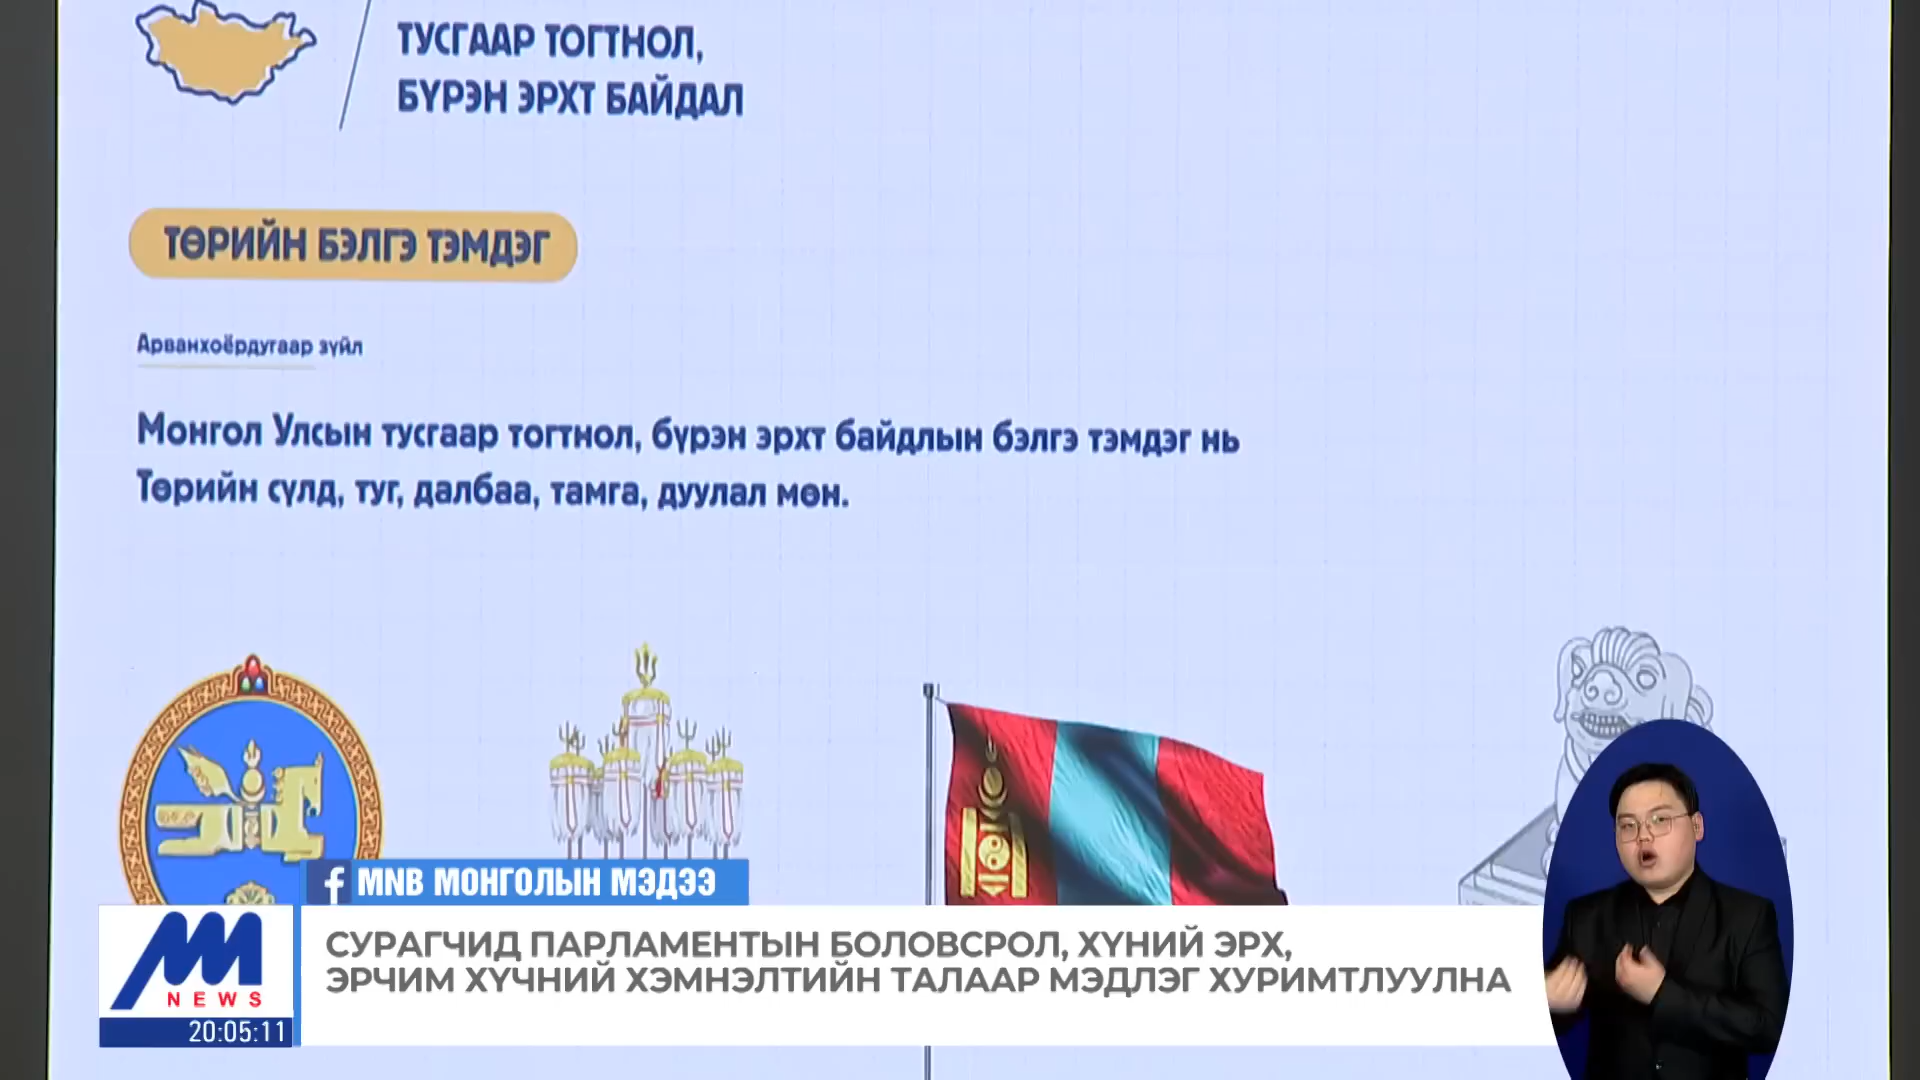 ТУСГААР ТОГТНОЛ,
БҮРЭН ЭРХТ БАЙДАЛ
ТӨРИЙН БЭЛГЭ ТЭМДЭГ
Арванхоёрдугаар зүйл
Монгол Улсын тусгаар тогтнол, бүрэн эрхт байдлын бэлгэ тэмдэг нь
Төрийн сүлд, туг, далбаа, тамга, дуулал мөн.
f MNB МОНГОЛЫН МЭДЭЭ
NEWS
20:05:11
СУРАГЧИД ПАРЛАМЕНТЫН БОЛОВСРОЛ, ХҮНИЙ ЭРХ,
ЭРЧИМ ХҮЧНИЙ ХЭМНЭЛТИЙН ТАЛААР МЭДЛЭГ ХУРИМТЛУУЛНА